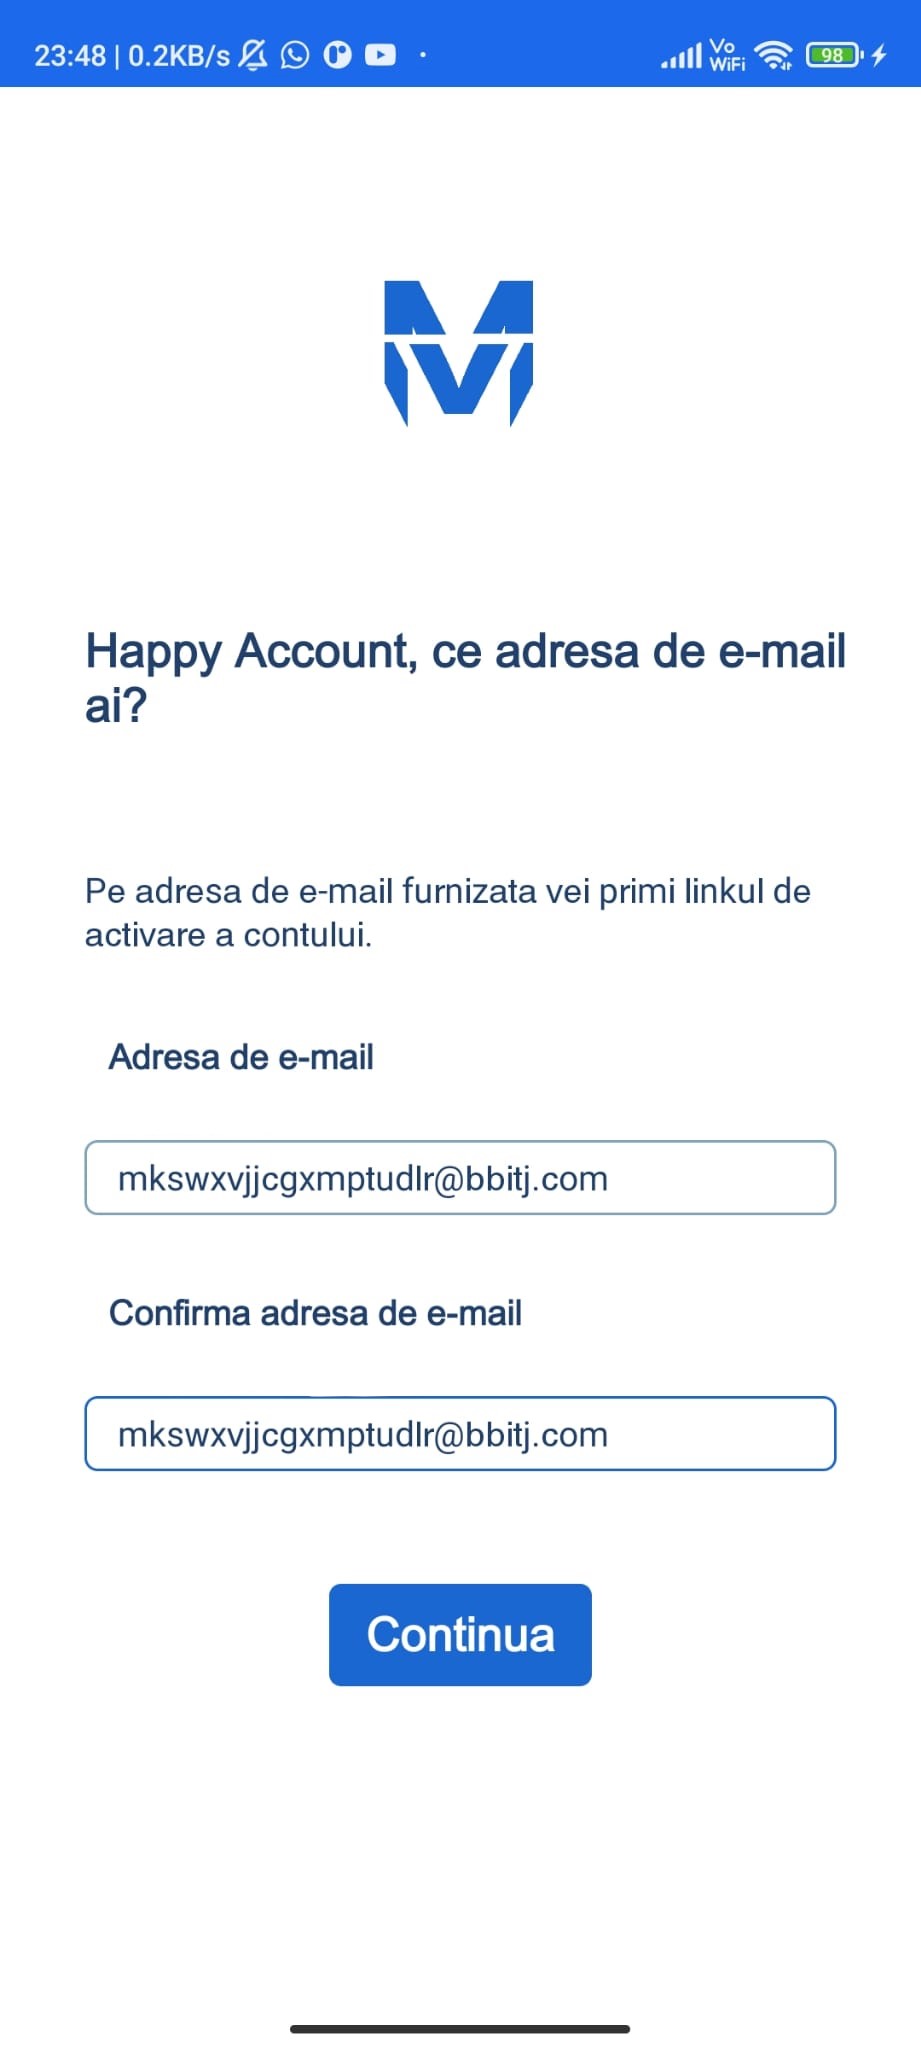 23:48 | 0.2KB/s Vo WiFi 98
Happy Account, ce adresa de e-mail
ai?
Pe adresa de e-mail furnizata vei primi linkul de
activare a contului.
Adresa de e-mail
mkswxvjjcgxmptudlr@bbitj.com
Confirma adresa de e-mail
mkswxvjjcgxmptudlr@bbitj.com
Continua